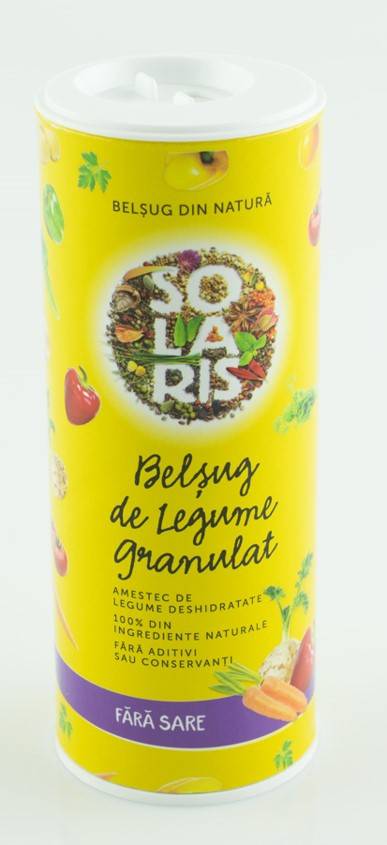 BELȘUG DIN NATURĂ
SO
LA
RIS
Belșug
de Legume
granulat
AMESTEC DE
LEGUME DESHIDRATATE
100% DIN
INGREDIENTE NATURALE
FĂRĂ ADITIVI
SAU CONSERVANȚI
FĂRĂ SARE